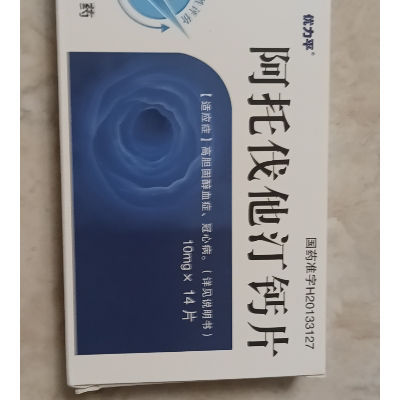 优力平®
阿托伐他汀钙片
国药准字H20133127
【适应症】高胆固醇血症、冠心病。(详见说明书)
10mg×14片
药